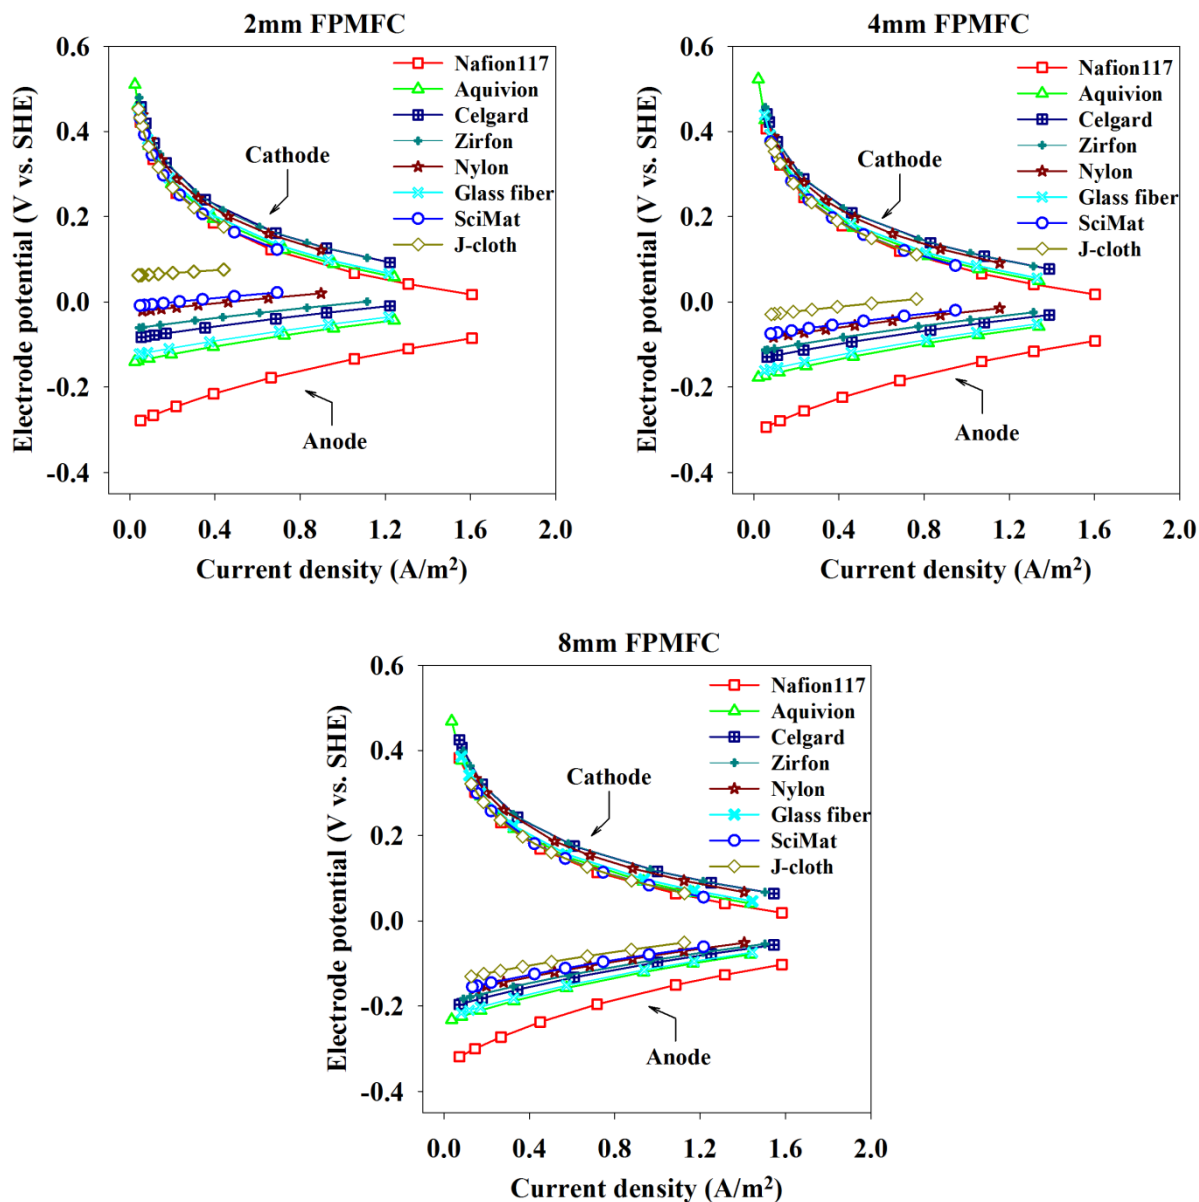 2mm FPMFC
Electrode potential (V vs. SHE)
0.6
0.4
0.2
0.0
-0.2
-0.4
Nafion117
Aquivion
Celgard
Zirfon
Nylon
Glass fiber
SciMat
J-cloth
Cathode
Anode
0.0 0.4 0.8 1.2 1.6 2.0
Current density (A/m²)
4mm FPMFC
Electrode potential (V vs. SHE)
0.6
0.4
0.2
0.0
-0.2
-0.4
Nafion117
Aquivion
Celgard
Zirfon
Nylon
Glass fiber
SciMat
J-cloth
Cathode
Anode
0.0 0.4 0.8 1.2 1.6 2.0
Current density (A/m²)
8mm FPMFC
Electrode potential (V vs. SHE)
0.6
0.4
0.2
0.0
-0.2
-0.4
Nafion117
Aquivion
Celgard
Zirfon
Nylon
Glass fiber
SciMat
J-cloth
Cathode
Anode
0.0 0.4 0.8 1.2 1.6 2.0
Current density (A/m²)